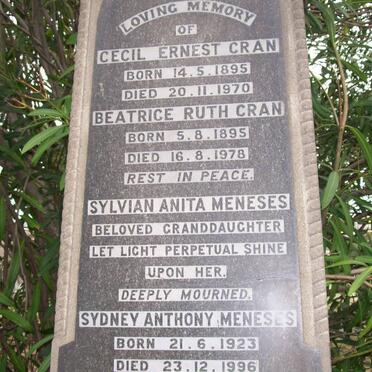 LOVING MEMORY
OF
CECIL ERNEST CRAN
BORN 14.5.1895
DIED 20.11.1970
BEATRICE RUTH CRAN
BORN 5.8.1895
DIED 16.8.1978
REST IN PEACE.
SYLVIAN ANITA MENESES
BELOVED GRANDDAUGHTER
LET LIGHT PERPETUAL SHINE
UPON HER.
DEEPLY MOURNED.
SYDNEY ANTHONY MENESES
BORN 21.6.1923
DIED 23.12.1996